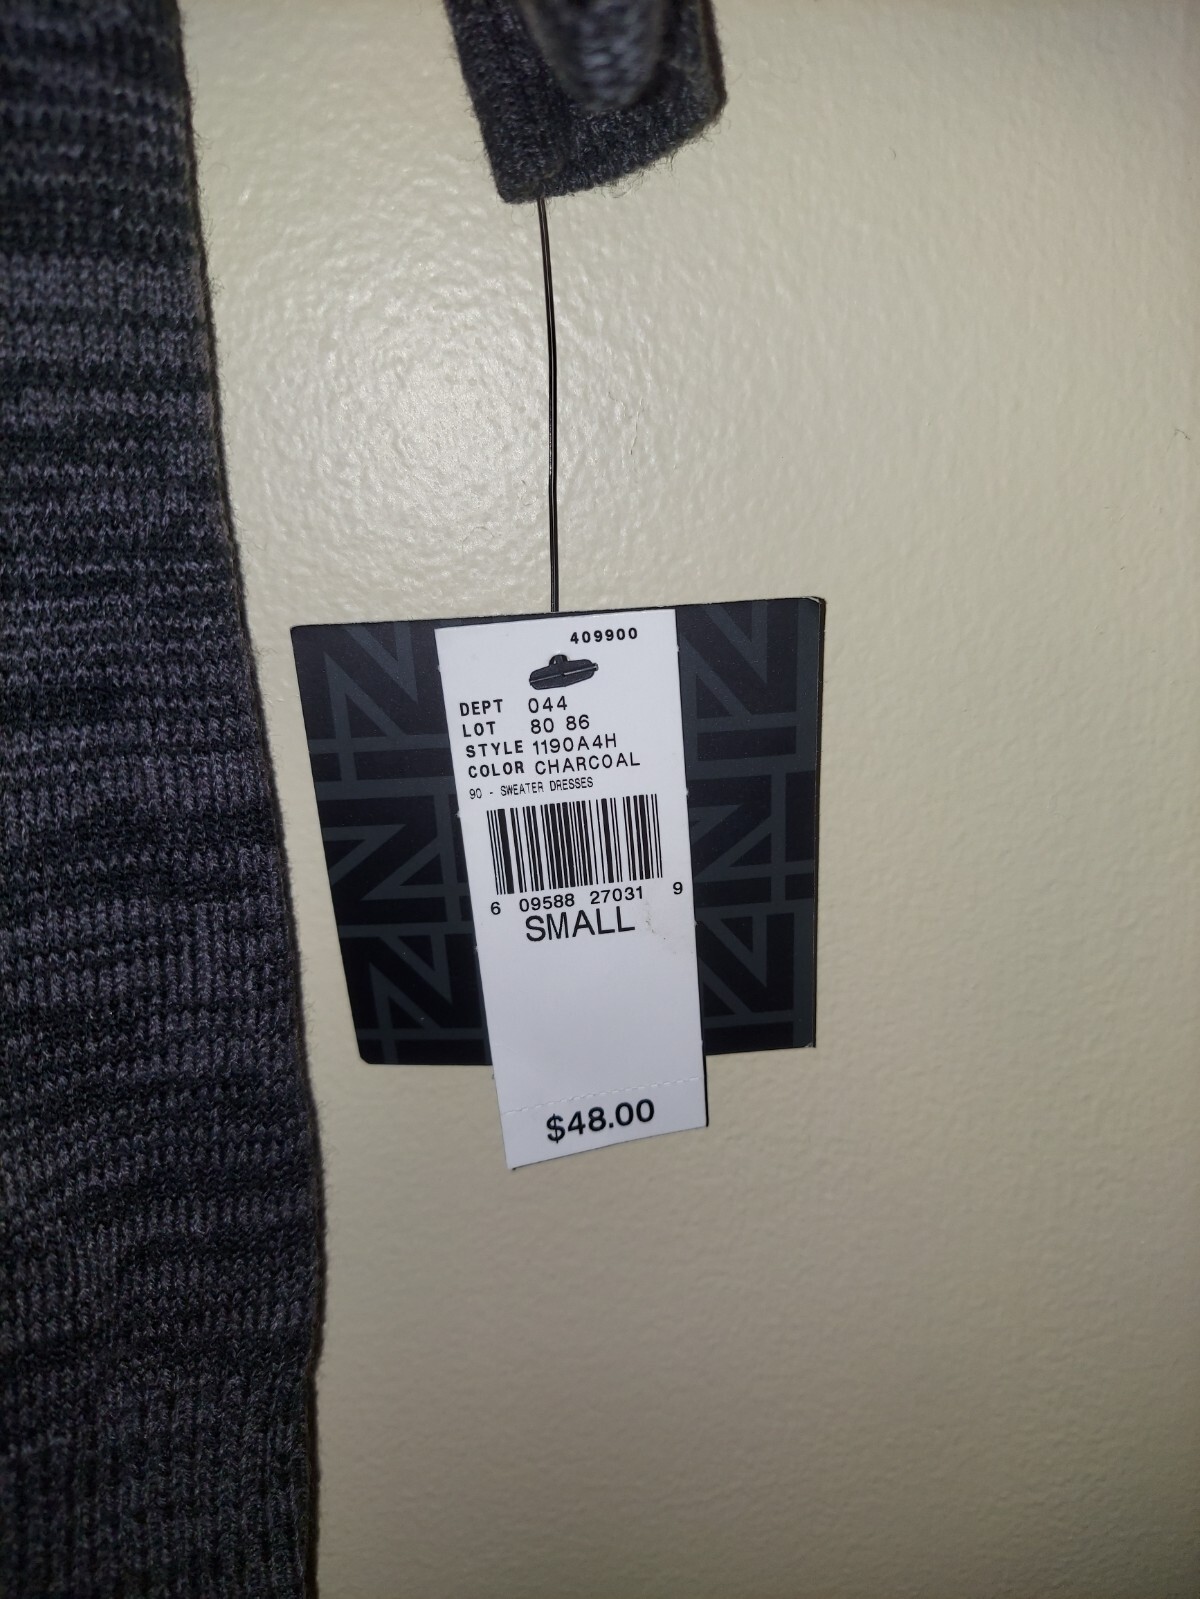 409900
DEPT 044
LOT 80 86
STYLE 1190A4H
COLOR CHARCOAL
90 - SWEATER DRESSES
6 09588 27031 9
SMALL
$48.00